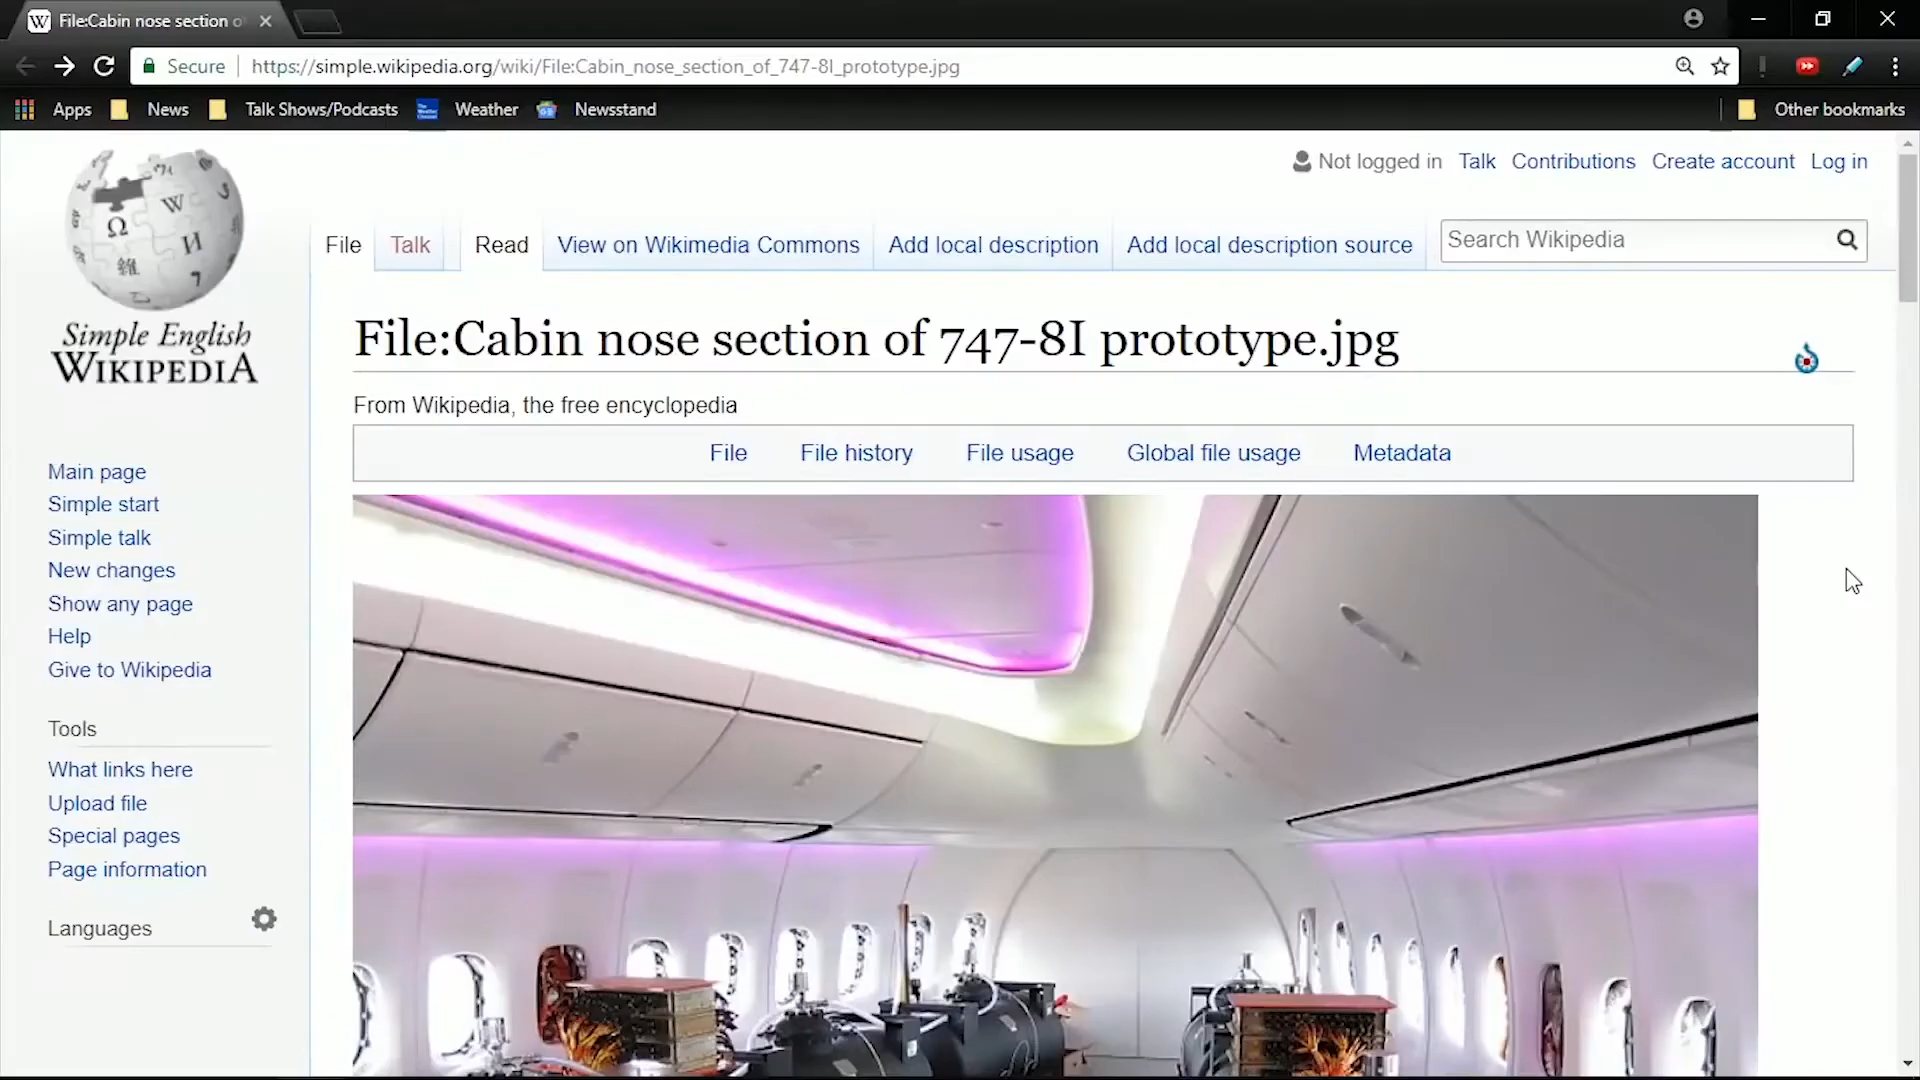 File:Cabin nose section o
Secure https://simple.wikipedia.org/wiki/File:Cabin_nose_section_of_747-8I_prototype.jpg
Apps News Talk Shows/Podcasts Weather Newsstand Other bookmarks
Not logged in Talk Contributions Create account Log in
File Talk Read View on Wikimedia Commons Add local description Add local description source Search Wikipedia
Simple English
WIKIPEDIA
File:Cabin nose section of 747-8I prototype.jpg
From Wikipedia, the free encyclopedia
File File history File usage Global file usage Metadata
Main page
Simple start
Simple talk
New changes
Show any page
Help
Give to Wikipedia
Tools
What links here
Upload file
Special pages
Page information
Languages